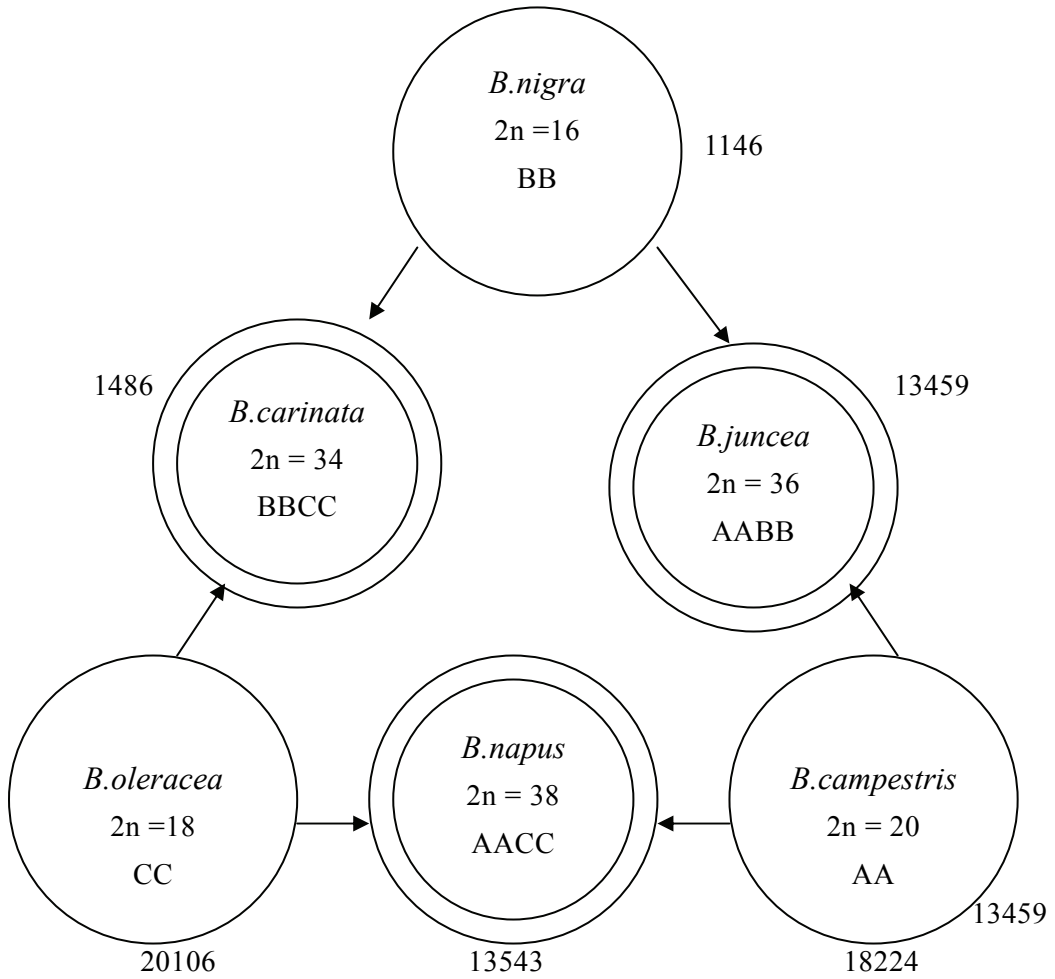 B.nigra
2n =16
BB
1146
1486
B.carinata
2n = 34
BBCC
13459
B.juncea
2n = 36
AABB
B.oleracea
2n =18
CC
20106
B.napus
2n = 38
AACC
13543
B.campestris
2n = 20
AA
13459
18224